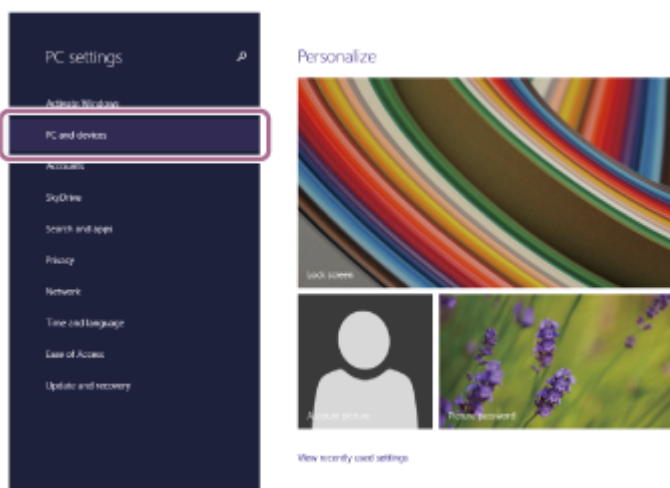 PC settings
Activate Windows
PC and devices
Accounts
SkyDrive
Search and apps
Privacy
Network
Time and language
Ease of Access
Update and recovery
Personalize
Lock screen
Account picture
Picture password
View recently used settings